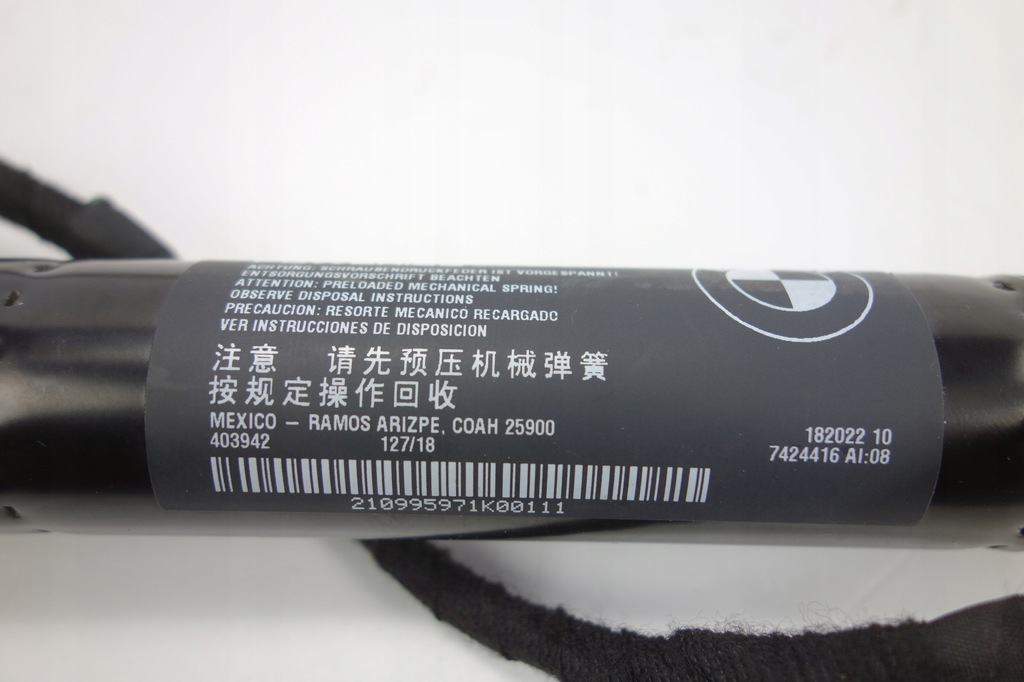 ACHTUNG: SCHRAUBENDRUCKFEDER IST VORGESPANNT!
ENTSORGUNGSVORSCHRIFT BEACHTEN
ATTENTION: PRELOADED MECHANICAL SPRING!
OBSERVE DISPOSAL INSTRUCTIONS
PRECAUCION: RESORTE MECANICO RECARGADO
VER INSTRUCCIONES DE DISPOSICION
注意 请先预压机械弹簧
按规定操作回收
MEXICO – RAMOS ARIZPE, COAH 25900
403942 127/18
210995971K00111
182022 10
7424416 AI:08